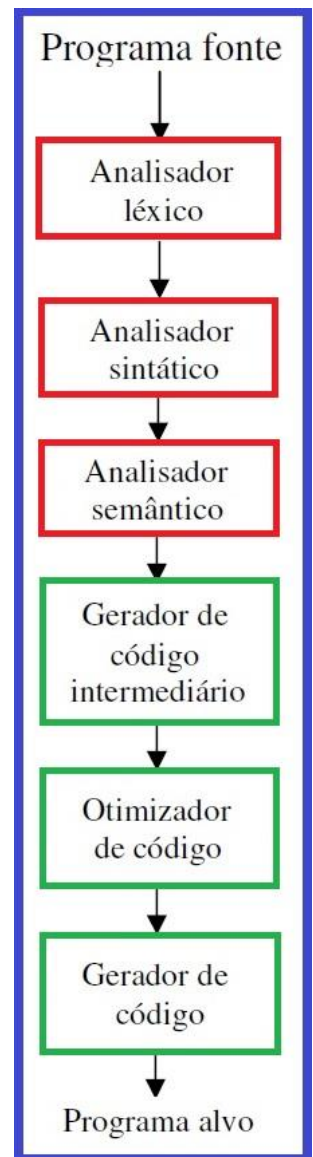 Programa fonte
Analisador
léxico
Analisador
sintático
Analisador
semântico
Gerador de
código
intermediário
Otimizador
de código
Gerador de
código
Programa alvo